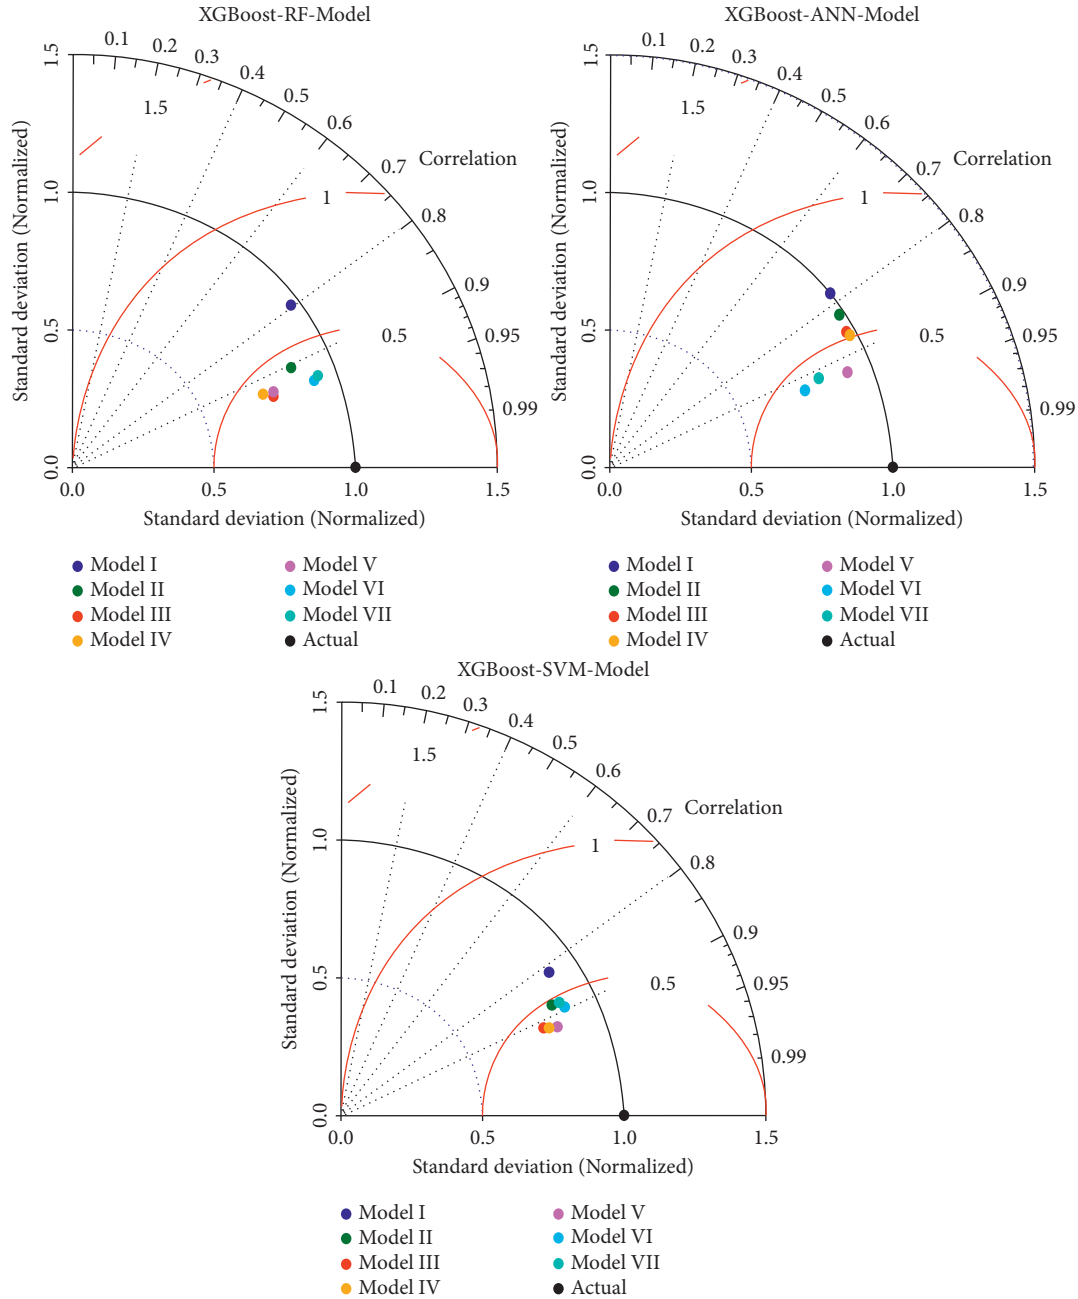 XGBoost-RF-Model
0.1
0.2
0.3
0.4
0.5
0.6
0.7
0.8
0.9
0.95
0.99
Correlation
1.5
1
0.5
Standard deviation (Normalized)
1.5
1.0
0.5
0.0
0.0 0.5 1.0 1.5
Standard deviation (Normalized)
Model I
Model II
Model III
Model IV
Model V
Model VI
Model VII
Actual
XGBoost-ANN-Model
0.1
0.2
0.3
0.4
0.5
0.6
0.7
0.8
0.9
0.95
0.99
Correlation
1.5
1
0.5
Standard deviation (Normalized)
1.5
1.0
0.5
0.0
0.0 0.5 1.0 1.5
Standard deviation (Normalized)
Model I
Model II
Model III
Model IV
Model V
Model VI
Model VII
Actual
XGBoost-SVM-Model
0.1
0.2
0.3
0.4
0.5
0.6
0.7
0.8
0.9
0.95
0.99
Correlation
1.5
1
0.5
Standard deviation (Normalized)
1.5
1.0
0.5
0.0
0.0 0.5 1.0 1.5
Standard deviation (Normalized)
Model I
Model II
Model III
Model IV
Model V
Model VI
Model VII
Actual